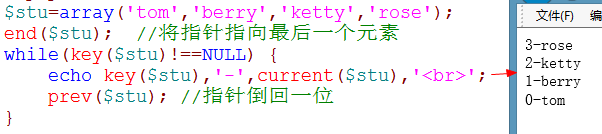 $stu=array('tom','berry','ketty','rose');
end($stu);  //将指针指向最后一个元素
while(key($stu)!==NULL) {
    echo key($stu),'-',current($stu),'<br>';
    prev($stu); //指针倒回一位
}
文件(F)
3-rose
2-ketty
1-berry
0-tom